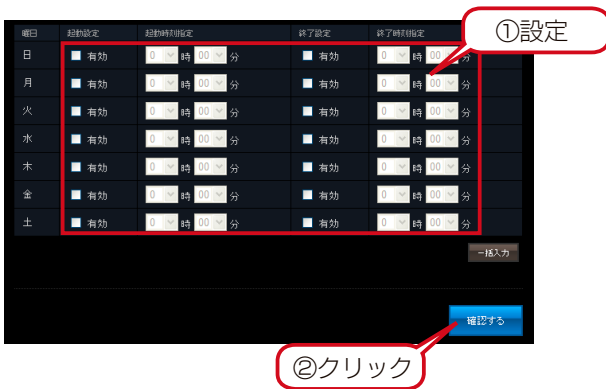 ①設定
曜日 起動設定 起動時刻指定 終了設定 終了時刻指定
日 有効 0 時 00 分 有効 0 時 00 分
月 有効 0 時 00 分 有効 0 時 00 分
火 有効 0 時 00 分 有効 0 時 00 分
水 有効 0 時 00 分 有効 0 時 00 分
木 有効 0 時 00 分 有効 0 時 00 分
金 有効 0 時 00 分 有効 0 時 00 分
土 有効 0 時 00 分 有効 0 時 00 分
一括入力
確認する
②クリック